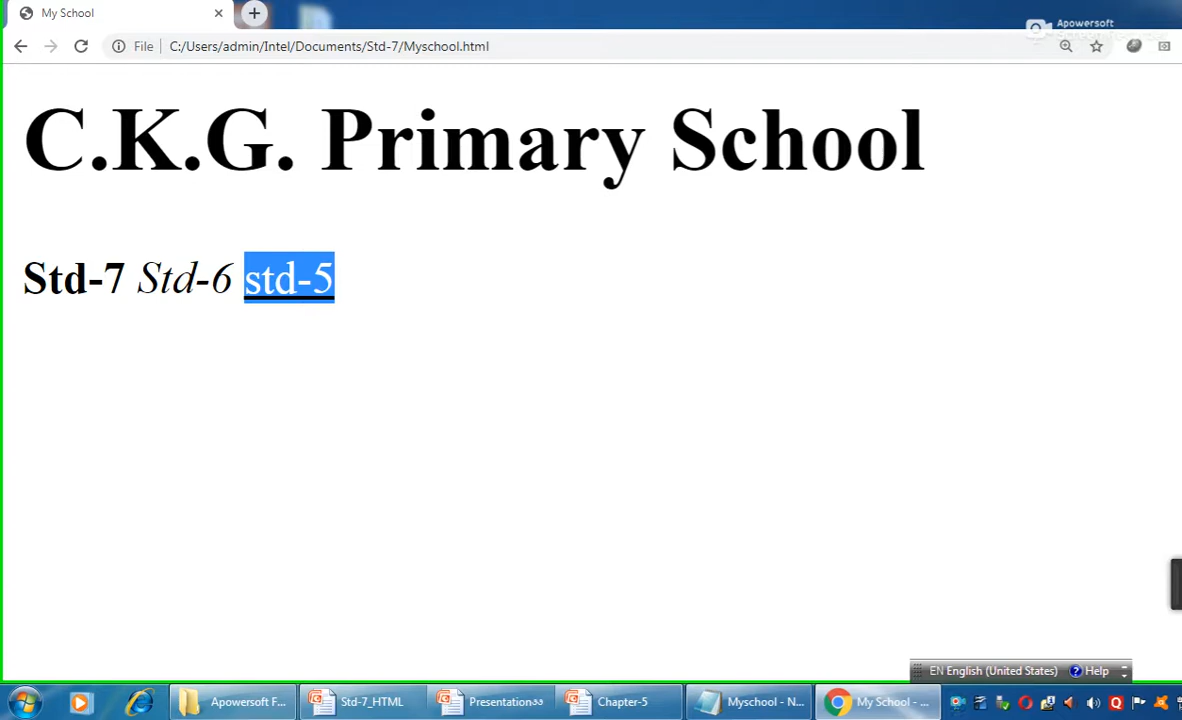 My School
Apowersoft
File C:/Users/admin/Intel/Documents/Std-7/Myschool.html
C.K.G. Primary School
Std-7 Std-6 std-5
EN English (United States) Help
Apowersoft F... Std-7_HTML Presentation૩૩ Chapter-5 Myschool - N... My School - ...